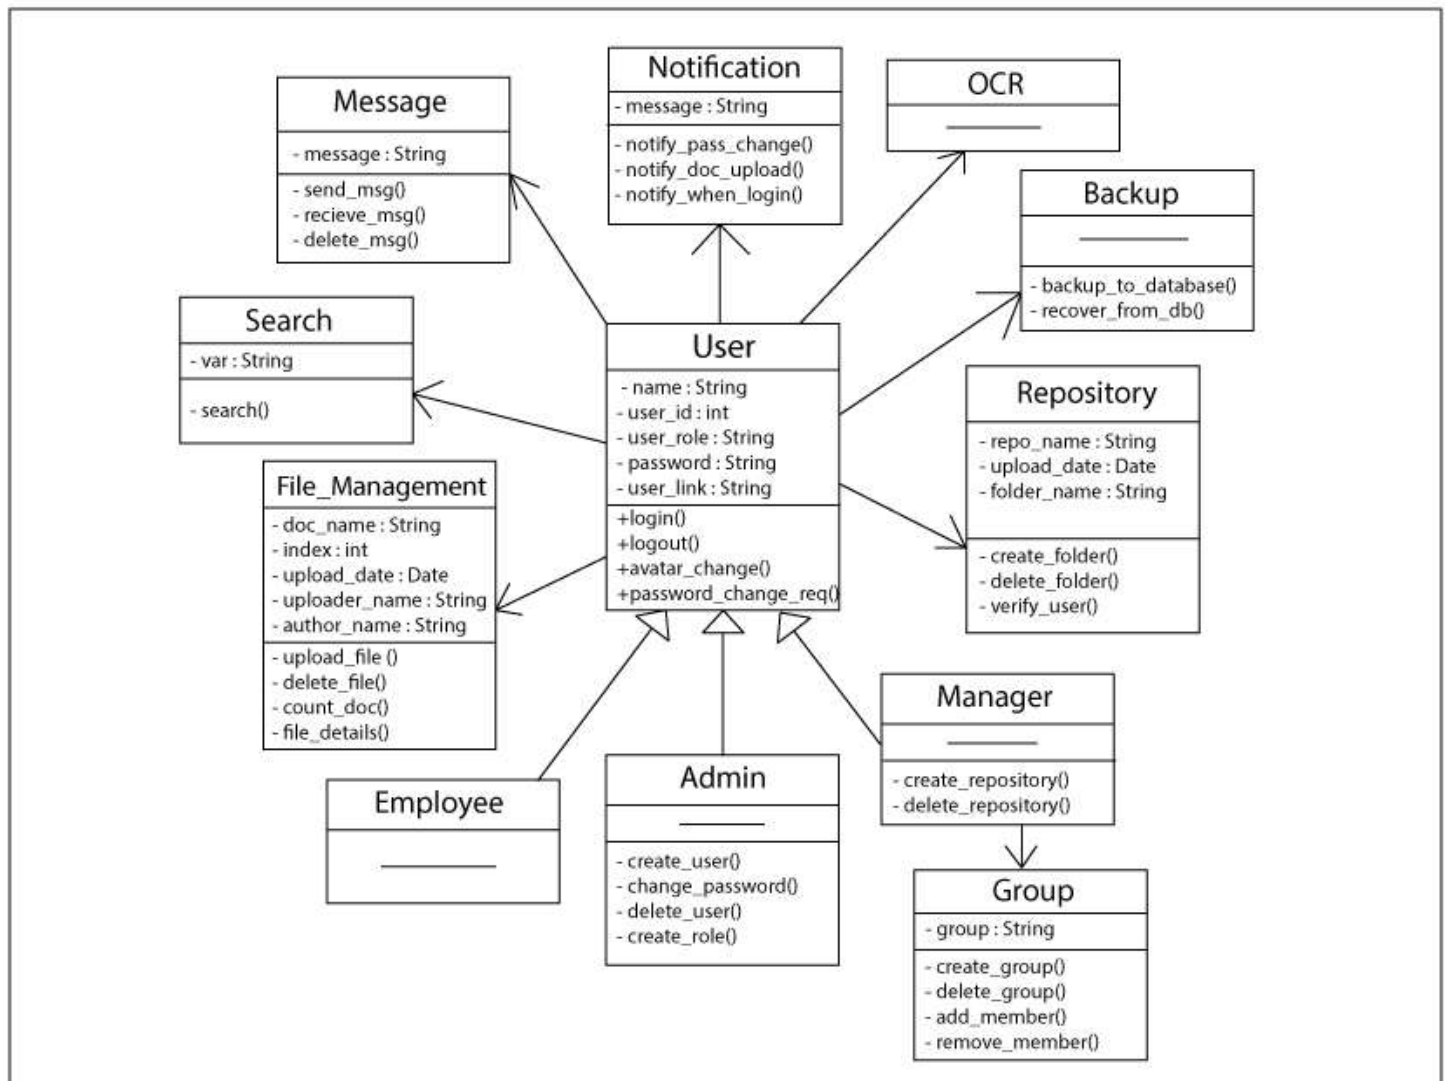 Message
- message : String
- send_msg()
- recieve_msg()
- delete_msg()
Notification
- message : String
- notify_pass_change()
- notify_doc_upload()
- notify_when_login()
OCR
Backup
- backup_to_database()
- recover_from_db()
Search
- var : String
- search()
User
- name : String
- user_id : int
- user_role : String
- password : String
- user_link : String
+login()
+logout()
+avatar_change()
+password_change_req()
Repository
- repo_name : String
- upload_date : Date
- folder_name : String
- create_folder()
- delete_folder()
- verify_user()
File_Management
- doc_name : String
- index : int
- upload_date : Date
- uploader_name : String
- author_name : String
- upload_file ()
- delete_file()
- count_doc()
- file_details()
Employee
Admin
- create_user()
- change_password()
- delete_user()
- create_role()
Manager
- create_repository()
- delete_repository()
Group
- group : String
- create_group()
- delete_group()
- add_member()
- remove_member()